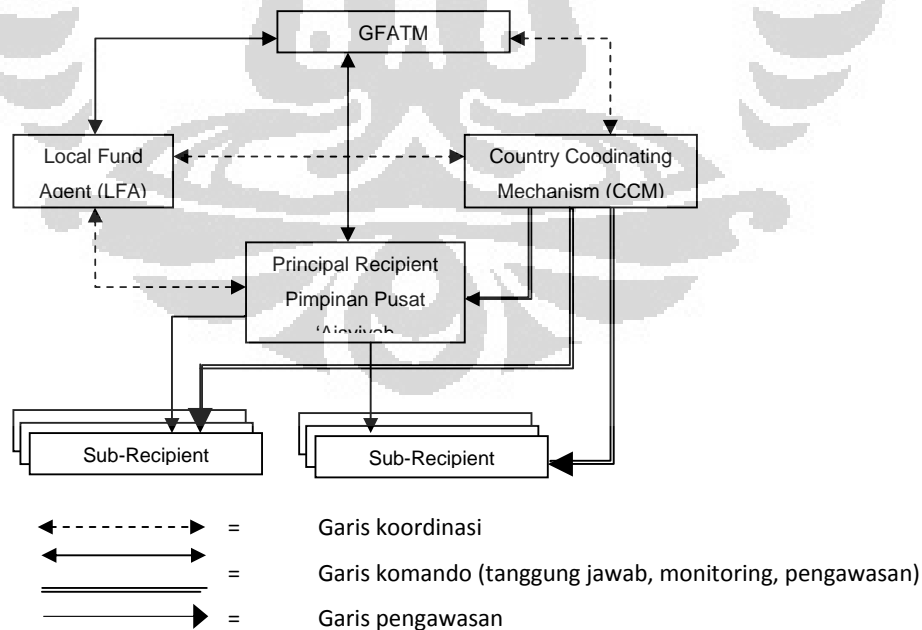 GFATM
Local Fund
Agent (LFA)
Country Coodinating
Mechanism (CCM)
Principal Recipient
Pimpinan Pusat
‘Aisyiyah
Sub-Recipient
Sub-Recipient
= Garis koordinasi
= Garis komando (tanggung jawab, monitoring, pengawasan)
= Garis pengawasan